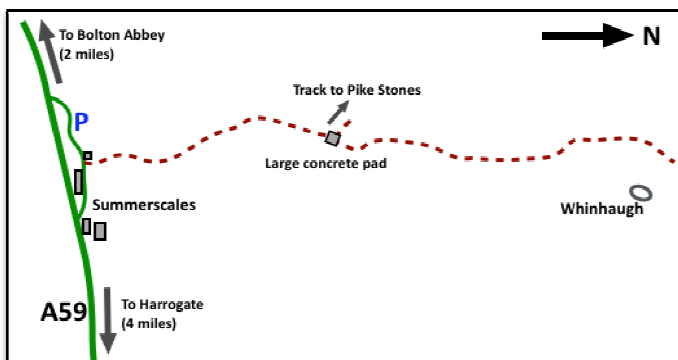 To Bolton Abbey
(2 miles)
N
Track to Pike Stones
P
Large concrete pad
Summerscales
Whinhaugh
A59
To Harrogate
(4 miles)